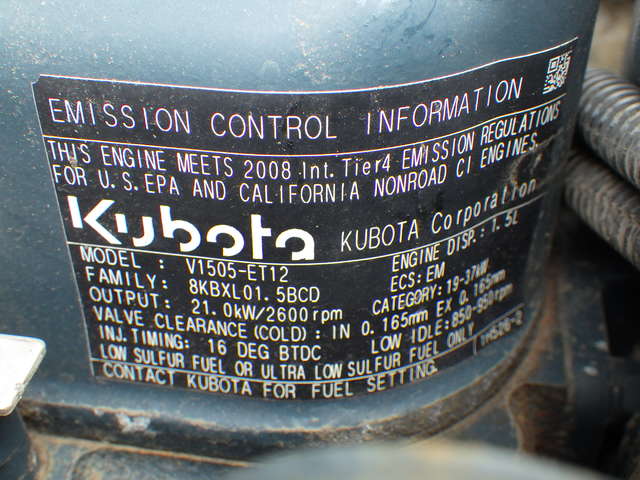 EMISSION CONTROL INFORMATION
THIS ENGINE MEETS 2008 Int. Tier4 EMISSION REGULATIONS
FOR U.S. EPA AND CALIFORNIA NONROAD CI ENGINES.
Kubota KUBOTA Corporation
MODEL : V1505-ET12 ENGINE DISP.: 1.5L
FAMILY: 8KBXL01.5BCD ECS: EM
OUTPUT: 21.0kW/2600rpm CATEGORY: 19-37kW
VALVE CLEARANCE(COLD): IN 0.165mm EX 0.165mm
INJ.TIMING: 16 DEG BTDC LOW IDLE: 850-950rpm
LOW SULFUR FUEL OR ULTRA LOW SULFUR FUEL ONLY
CONTACT KUBOTA FOR FUEL SETTING.